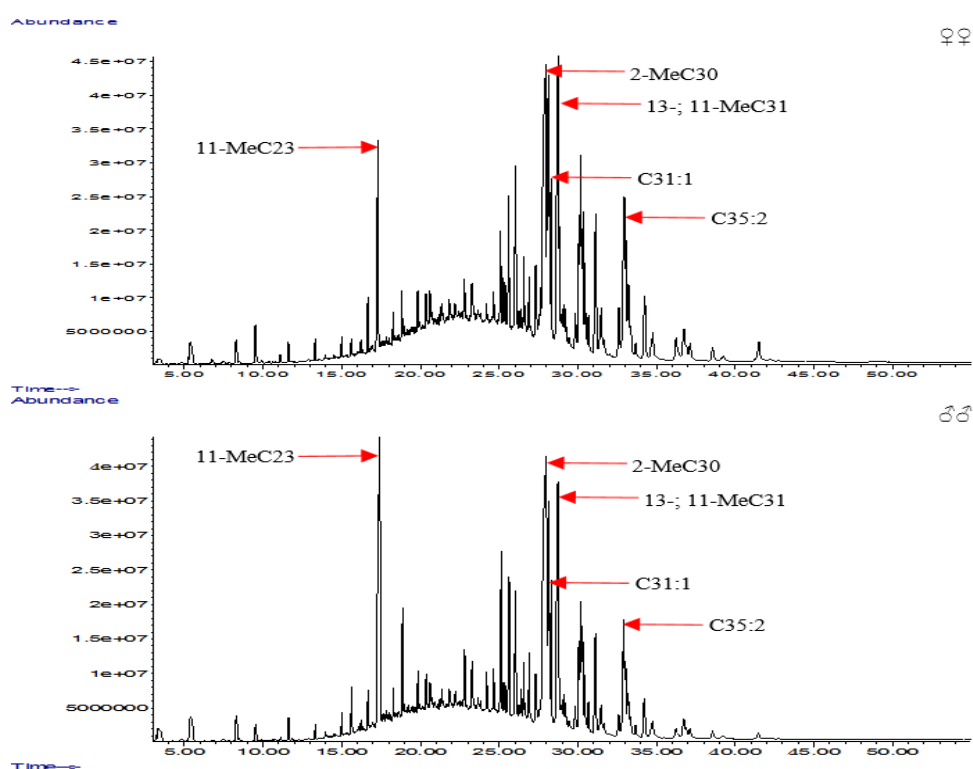 Abundance
♀♀
4.5e+07
4e+07
3.5e+07
3e+07
2.5e+07
2e+07
1.5e+07
1e+07
5000000
2-MeC30
13-; 11-MeC31
11-MeC23
C31:1
C35:2
5.00 10.00 15.00 20.00 25.00 30.00 35.00 40.00 45.00 50.00
Time-->
Abundance
♂♂
4e+07
3.5e+07
3e+07
2.5e+07
2e+07
1.5e+07
1e+07
5000000
11-MeC23
2-MeC30
13-; 11-MeC31
C31:1
C35:2
5.00 10.00 15.00 20.00 25.00 30.00 35.00 40.00 45.00 50.00
Time-->